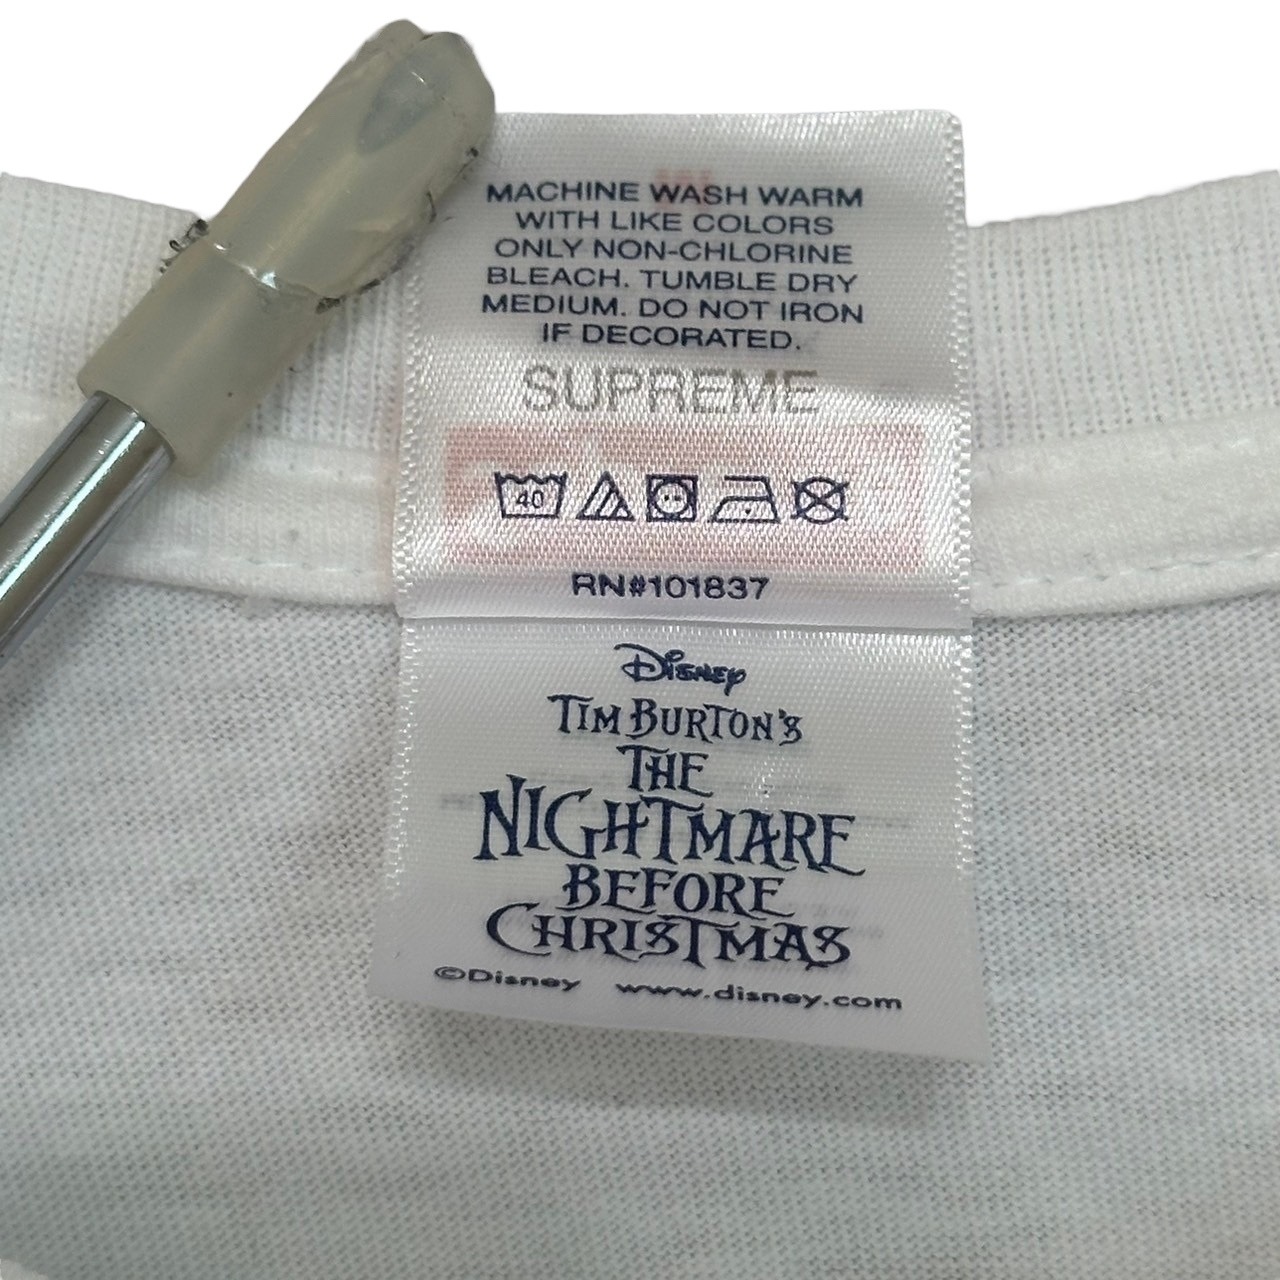 MACHINE WASH WARM
WITH LIKE COLORS
ONLY NON-CHLORINE
BLEACH. TUMBLE DRY
MEDIUM. DO NOT IRON
IF DECORATED.
SUPREME
40
RN#101837
Disney
TIM BURTON'S
THE
NIGHTMARE
BEFORE
CHRISTMAS
©Disney www.disney.com